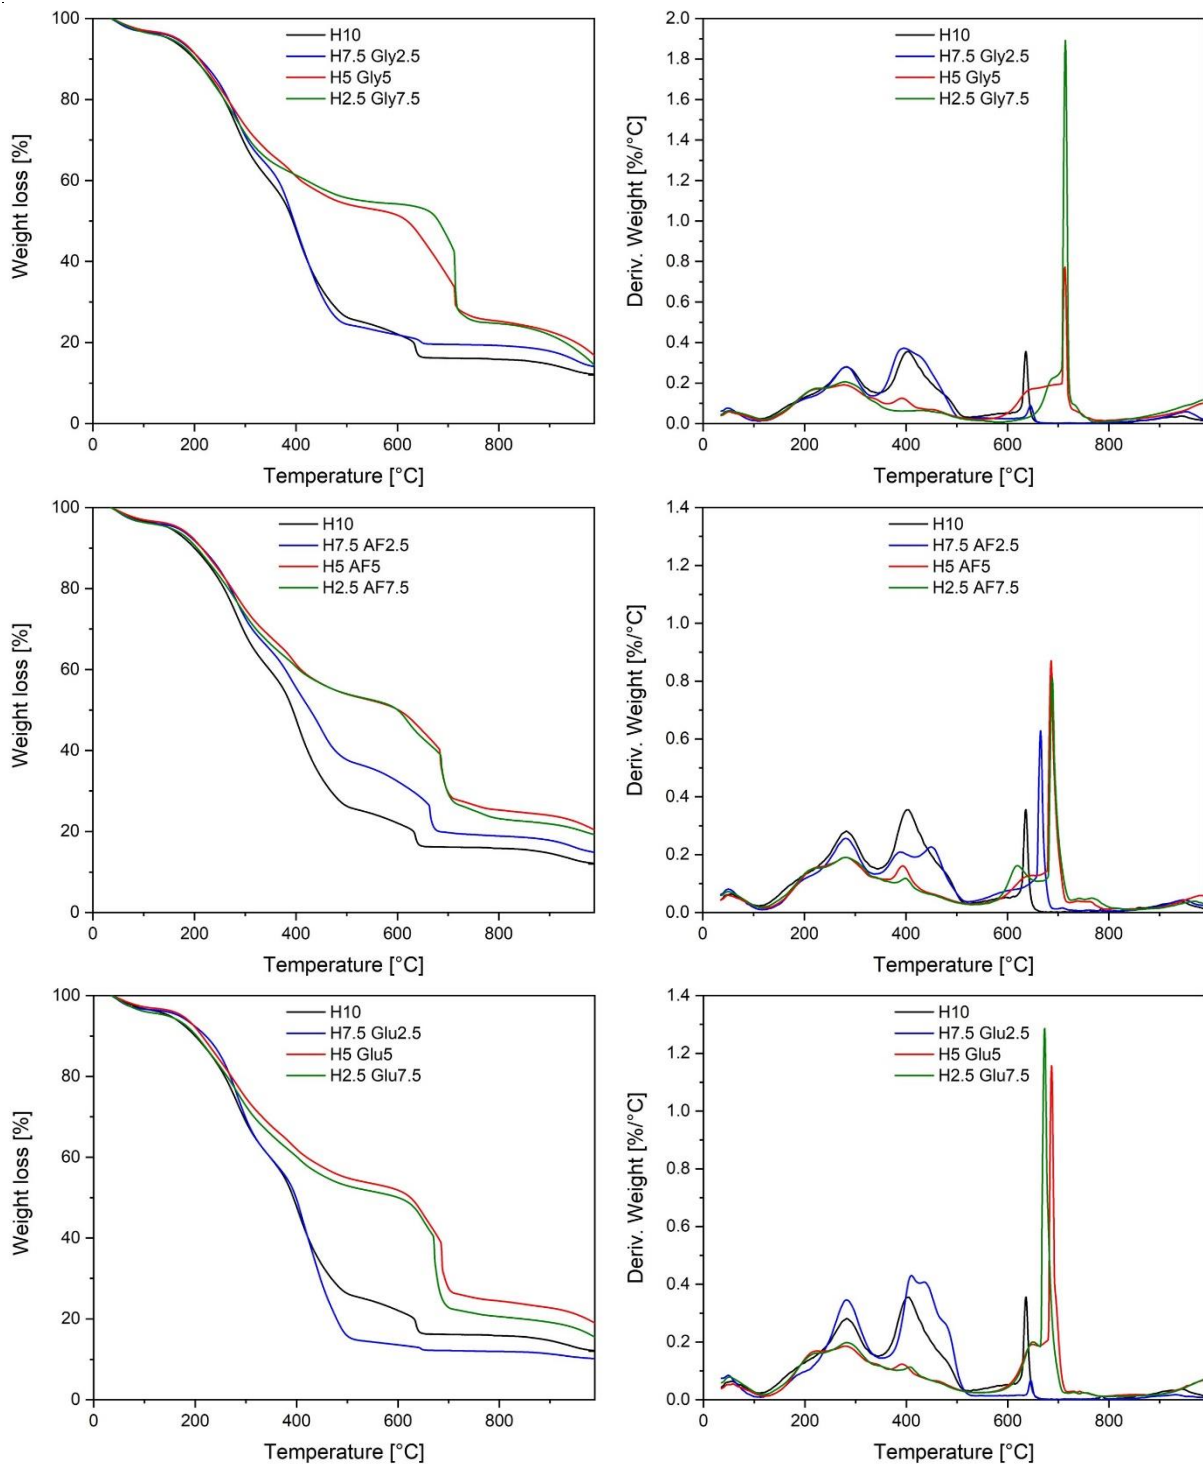 100
80
60
40
20
0
Weight loss [%]
H10
H7.5 Gly2.5
H5 Gly5
H2.5 Gly7.5
0 200 400 600 800
Temperature [°C]
2.0
1.8
1.6
1.4
1.2
1.0
0.8
0.6
0.4
0.2
0.0
Deriv. Weight [%/°C]
H10
H7.5 Gly2.5
H5 Gly5
H2.5 Gly7.5
0 200 400 600 800
Temperature [°C]
100
80
60
40
20
0
Weight loss [%]
H10
H7.5 AF2.5
H5 AF5
H2.5 AF7.5
0 200 400 600 800
Temperature [°C]
1.4
1.2
1.0
0.8
0.6
0.4
0.2
0.0
Deriv. Weight [%/°C]
H10
H7.5 AF2.5
H5 AF5
H2.5 AF7.5
0 200 400 600 800
Temperature [°C]
100
80
60
40
20
0
Weight loss [%]
H10
H7.5 Glu2.5
H5 Glu5
H2.5 Glu7.5
0 200 400 600 800
Temperature [°C]
1.4
1.2
1.0
0.8
0.6
0.4
0.2
0.0
Deriv. Weight [%/°C]
H10
H7.5 Glu2.5
H5 Glu5
H2.5 Glu7.5
0 200 400 600 800
Temperature [°C]